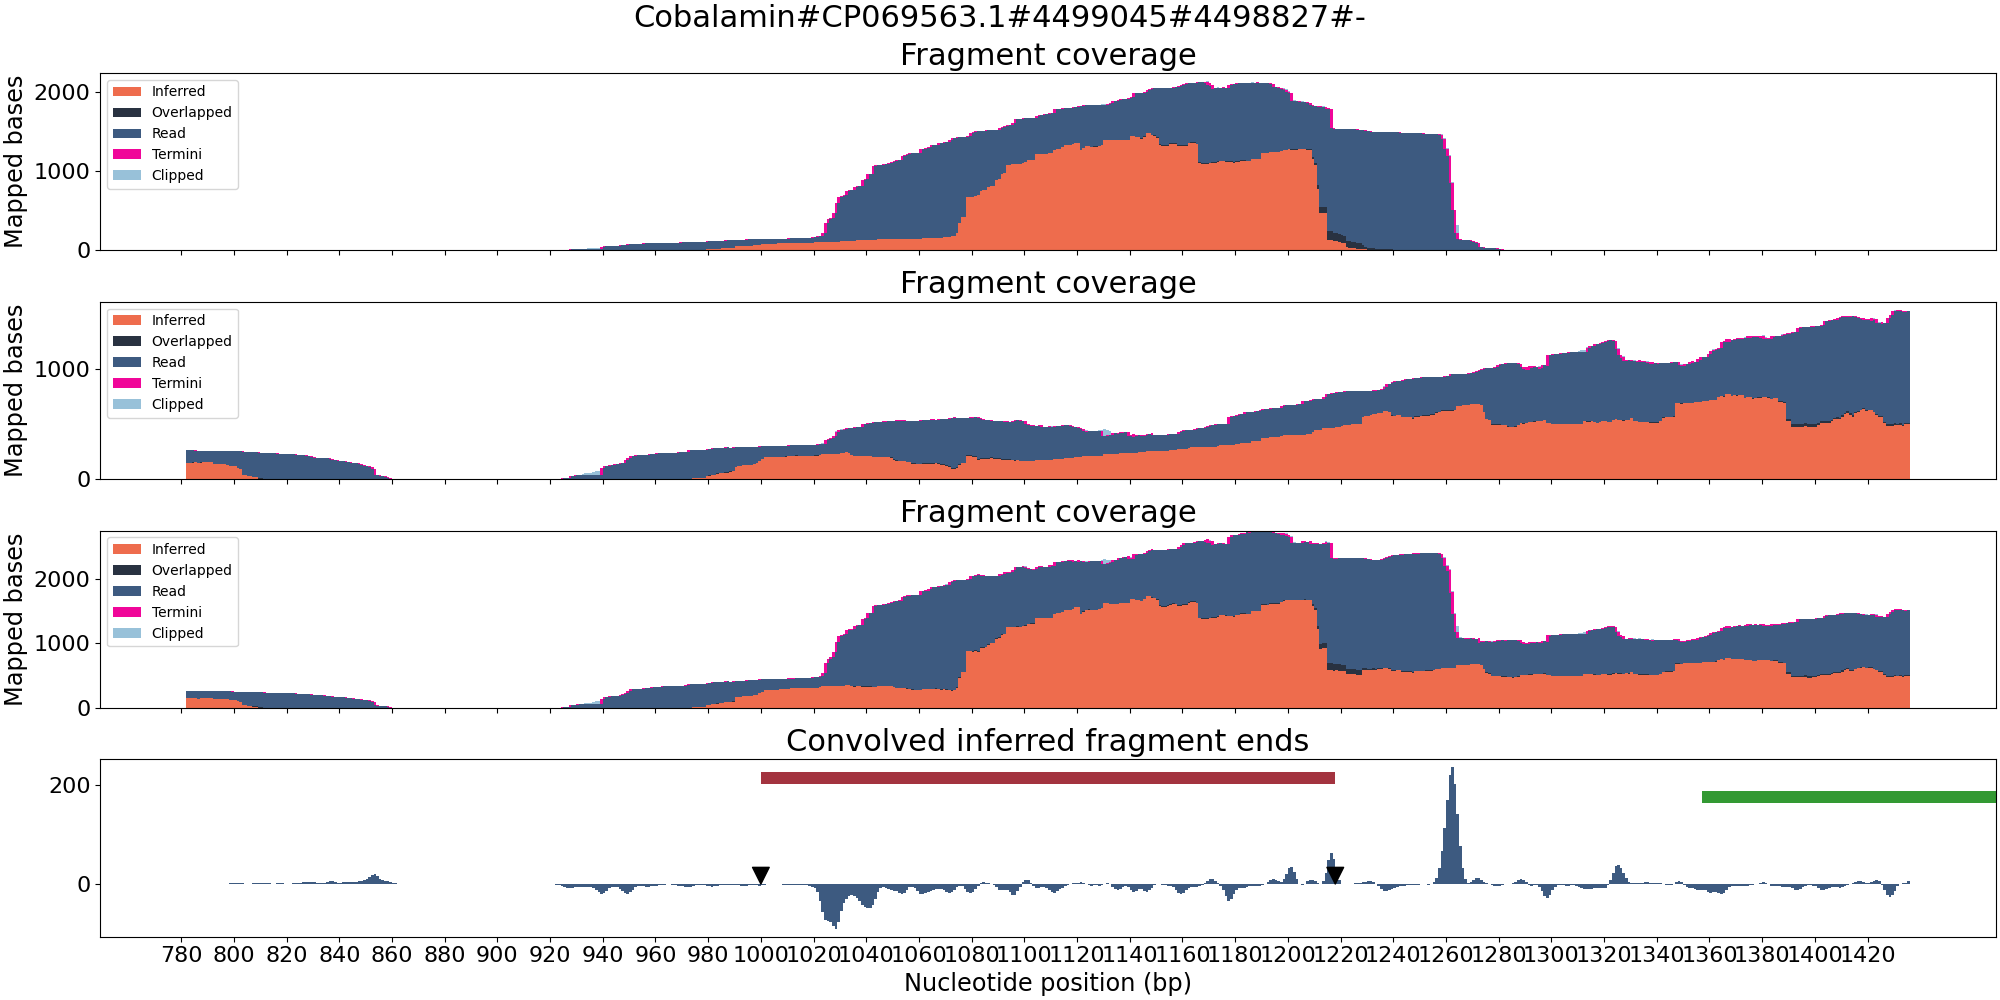 Cobalamin#CP069563.1#4499045#4498827#-
Fragment coverage
Mapped bases
2000
1000
0
Inferred
Overlapped
Read
Termini
Clipped
Fragment coverage
Mapped bases
1000
0
Inferred
Overlapped
Read
Termini
Clipped
Fragment coverage
Mapped bases
2000
1000
0
Inferred
Overlapped
Read
Termini
Clipped
Convolved inferred fragment ends
200
0
780 800 820 840 860 880 900 920 940 960 980 1000 1020 1040 1060 1080 1100 1120 1140 1160 1180 1200 1220 1240 1260 1280 1300 1320 1340 1360 1380 1400 1420
Nucleotide position (bp)